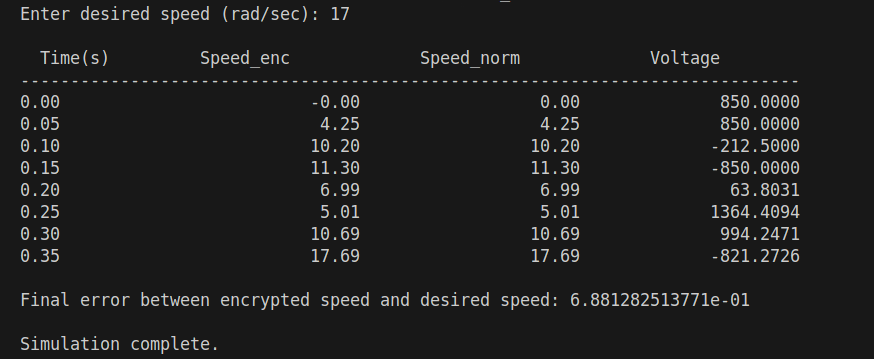 Enter desired speed (rad/sec): 17
Time(s) Speed_enc Speed_norm Voltage
--------------------------------------------------------------------------------
0.00 -0.00 0.00 850.0000
0.05 4.25 4.25 850.0000
0.10 10.20 10.20 -212.5000
0.15 11.30 11.30 -850.0000
0.20 6.99 6.99 63.8031
0.25 5.01 5.01 1364.4094
0.30 10.69 10.69 994.2471
0.35 17.69 17.69 -821.2726
Final error between encrypted speed and desired speed: 6.881282513771e-01
Simulation complete.